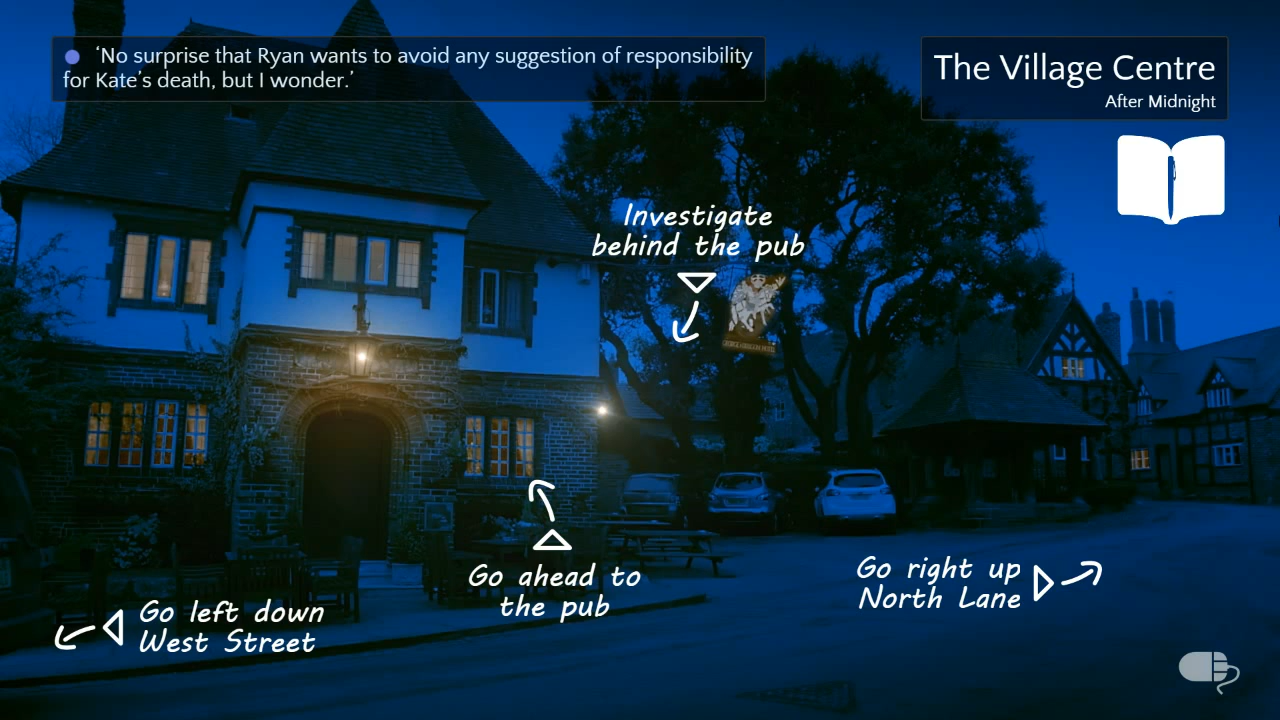 ‘No surprise that Ryan wants to avoid any suggestion of responsibility
for Kate’s death, but I wonder.’
The Village Centre
After Midnight
Investigate
behind the pub
Go ahead to
the pub
Go right up
North Lane
Go left down
West Street